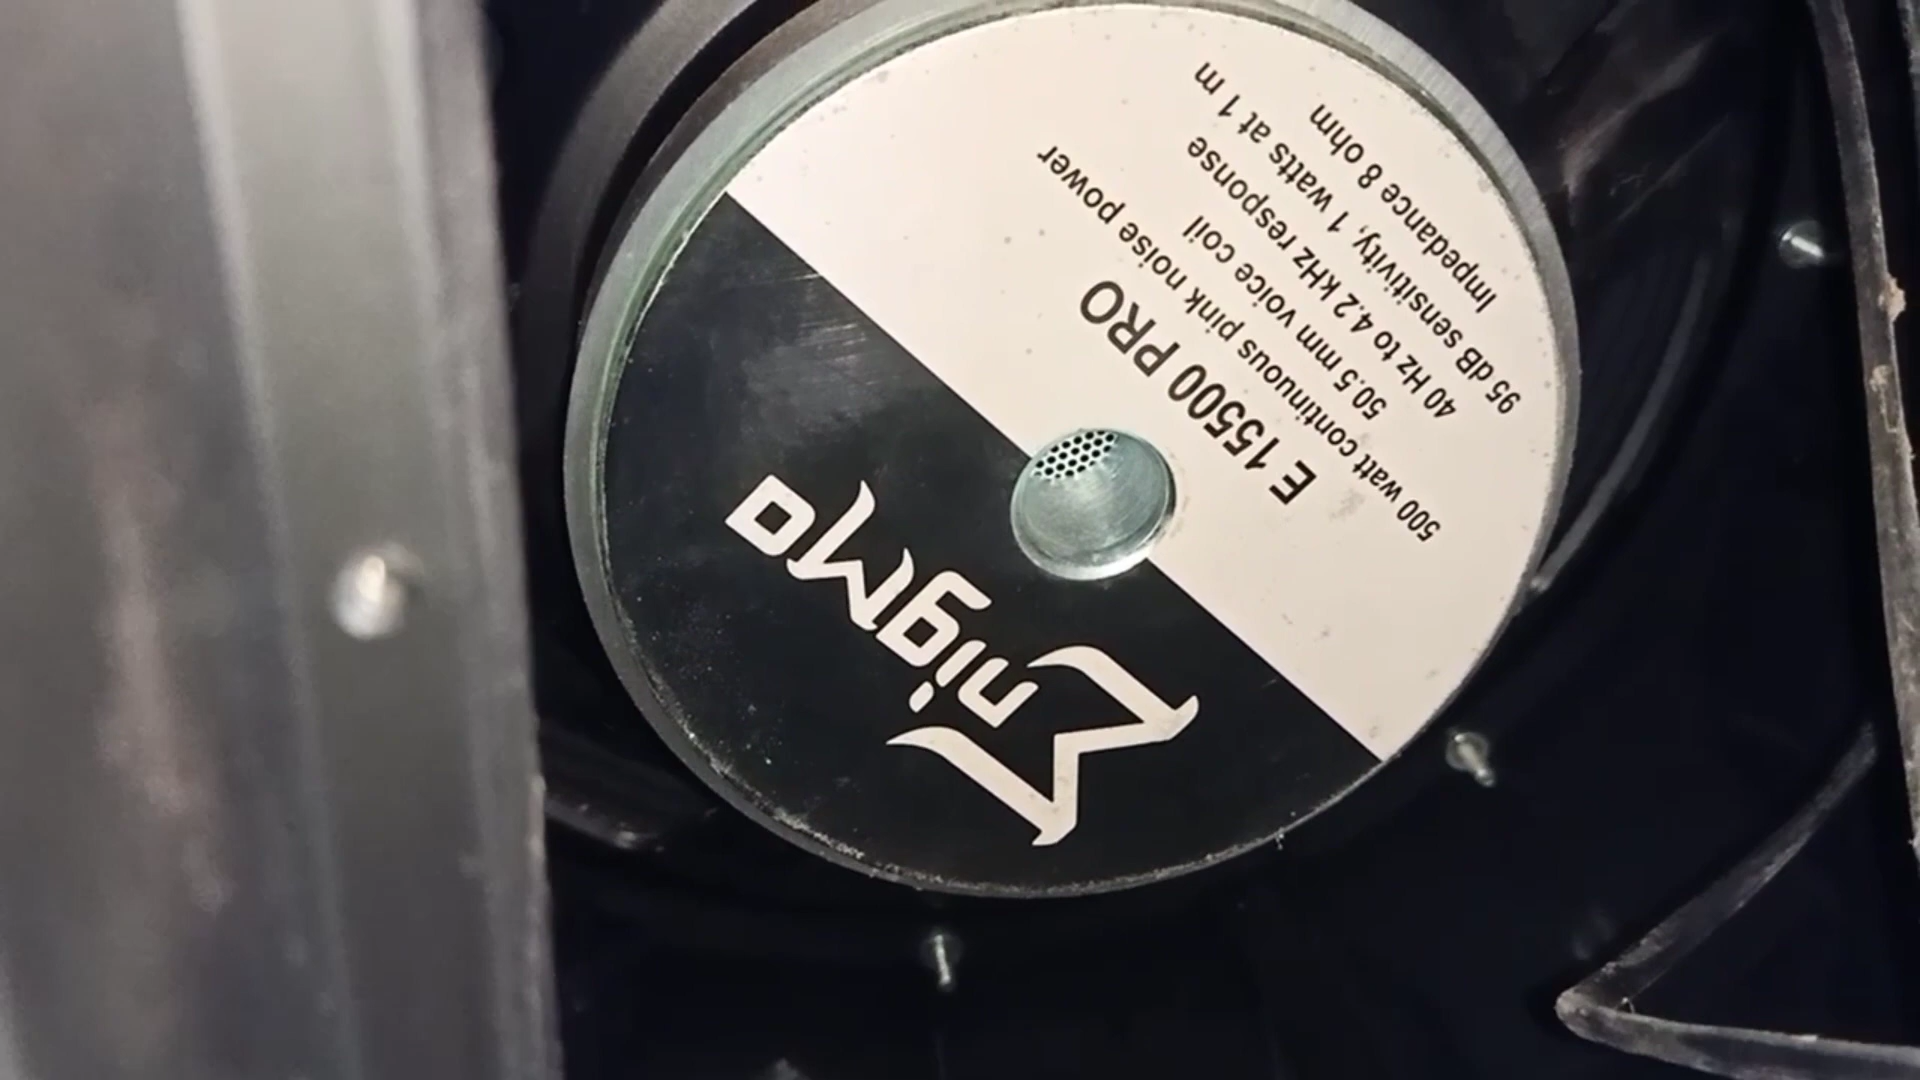 EnigMa
E 15500 PRO
500 watt continuous pink noise power
50.5 mm voice coil
40 Hz to 4.2 kHz response
95 dB sensitivity, 1 watts at 1 m
Impedance 8 ohm